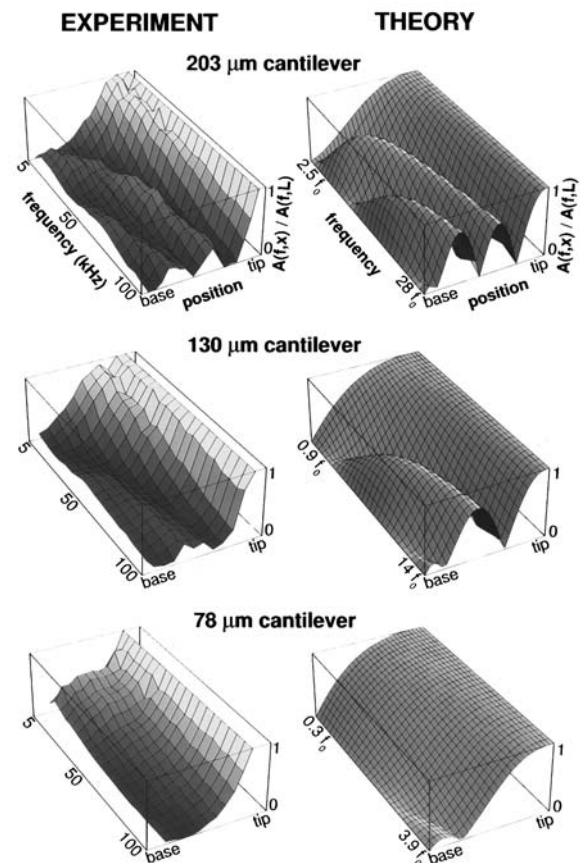 EXPERIMENT THEORY
203 µm cantilever
5 50 100
frequency (kHz)
base position tip
1
0
A(f,x) / A(f,L)
2.5 f₀
frequency
28 f₀
base position tip
1
0
A(f,x) / A(f,L)
130 µm cantilever
5 50 100
base tip
1
0
0.9 f₀
14 f₀
base tip
1
0
78 µm cantilever
5 50 100
base tip
1
0
0.3 f₀
3.9 f₀
base tip
1
0